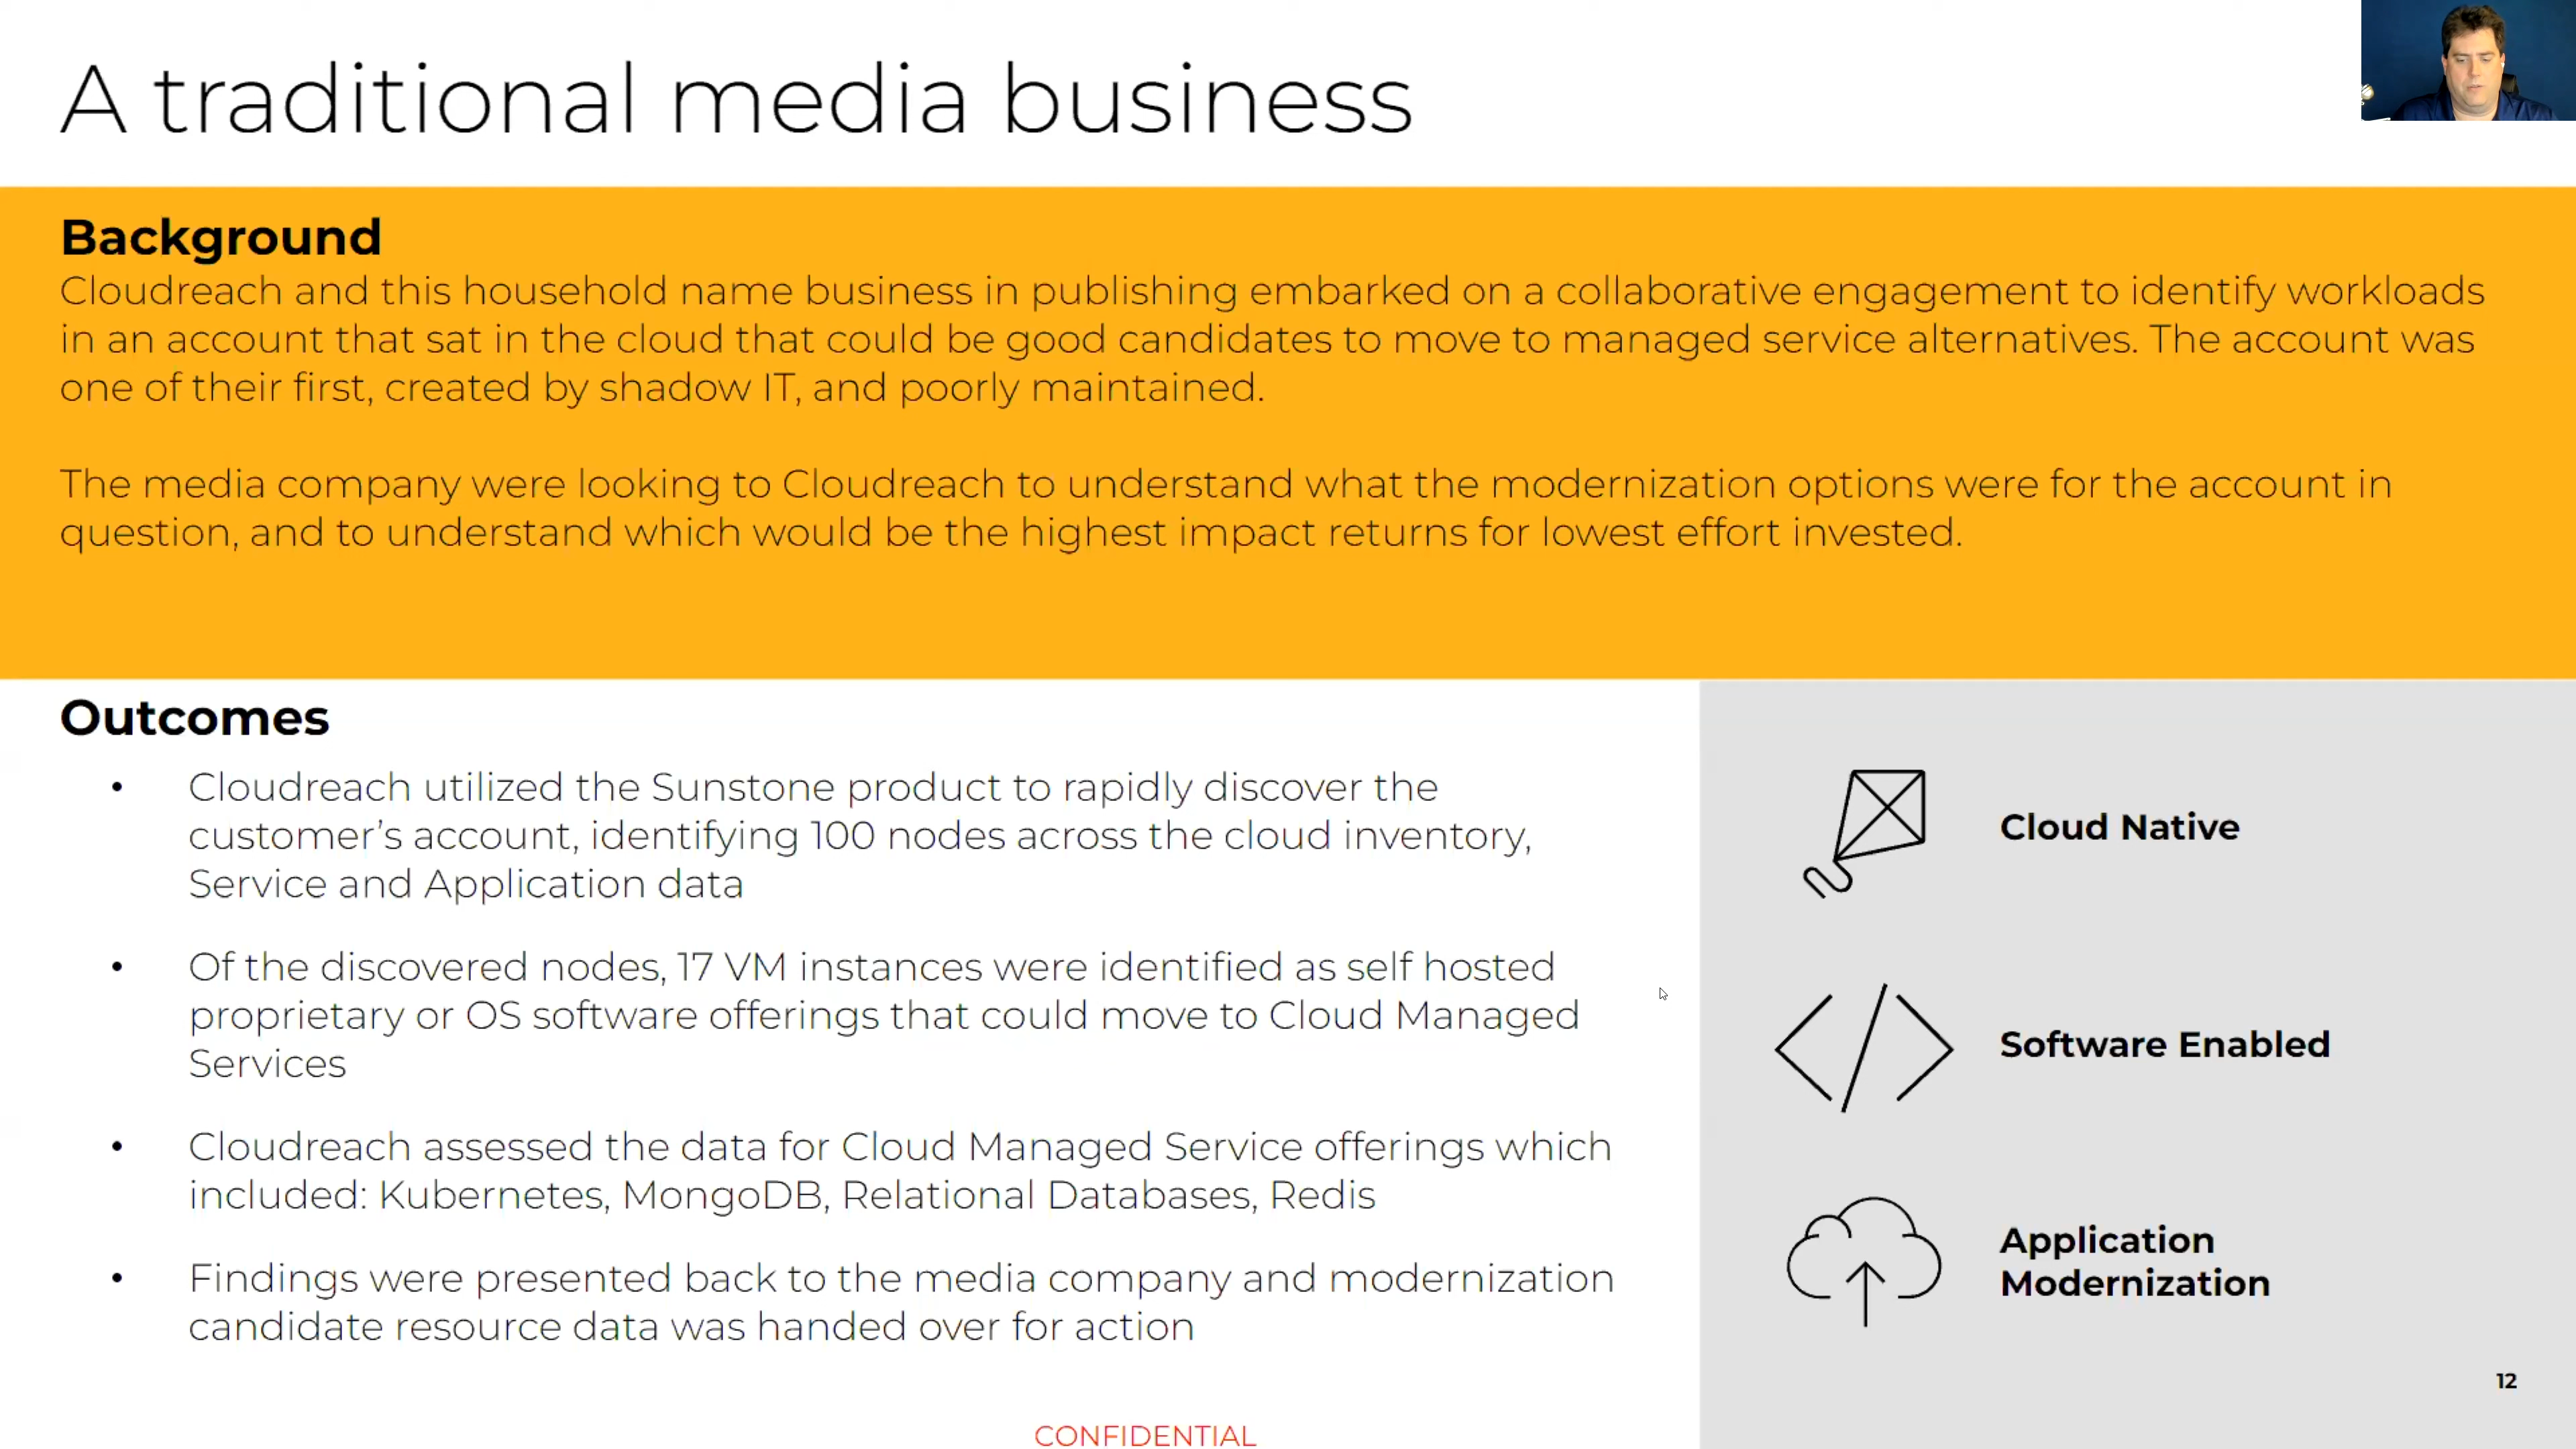 A traditional media business
Background
Cloudreach and this household name business in publishing embarked on a collaborative engagement to identify workloads
in an account that sat in the cloud that could be good candidates to move to managed service alternatives. The account was
one of their first, created by shadow IT, and poorly maintained.
The media company were looking to Cloudreach to understand what the modernization options were for the account in
question, and to understand which would be the highest impact returns for lowest effort invested.
Outcomes
• Cloudreach utilized the Sunstone product to rapidly discover the
customer’s account, identifying 100 nodes across the cloud inventory,
Service and Application data
• Of the discovered nodes, 17 VM instances were identified as self hosted
proprietary or OS software offerings that could move to Cloud Managed
Services
• Cloudreach assessed the data for Cloud Managed Service offerings which
included: Kubernetes, MongoDB, Relational Databases, Redis
• Findings were presented back to the media company and modernization
candidate resource data was handed over for action
Cloud Native
Software Enabled
Application
Modernization
12
CONFIDENTIAL